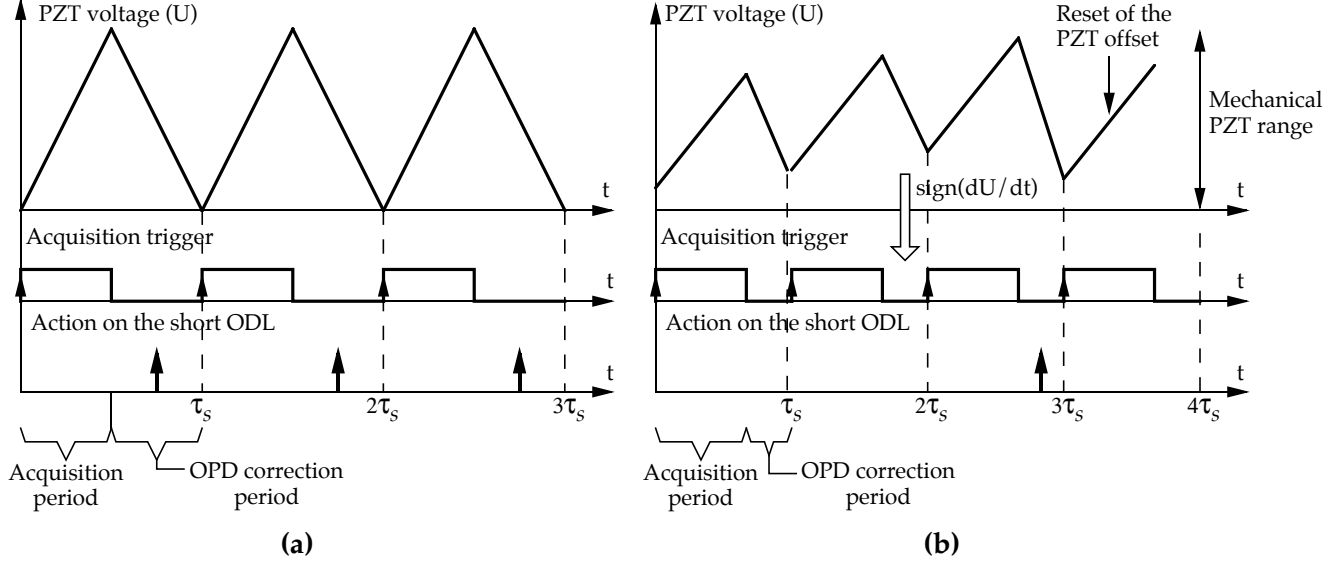 PZT voltage (U)
t
Acquisition trigger
t
Action on the short ODL
t
τs
2τs
3τs
Acquisition
period
OPD correction
period
(a)
PZT voltage (U)
Reset of the
PZT offset
Mechanical
PZT range
t
sign(dU/dt)
Acquisition trigger
t
Action on the short ODL
t
τs
2τs
3τs
4τs
Acquisition
period
OPD correction
period
(b)